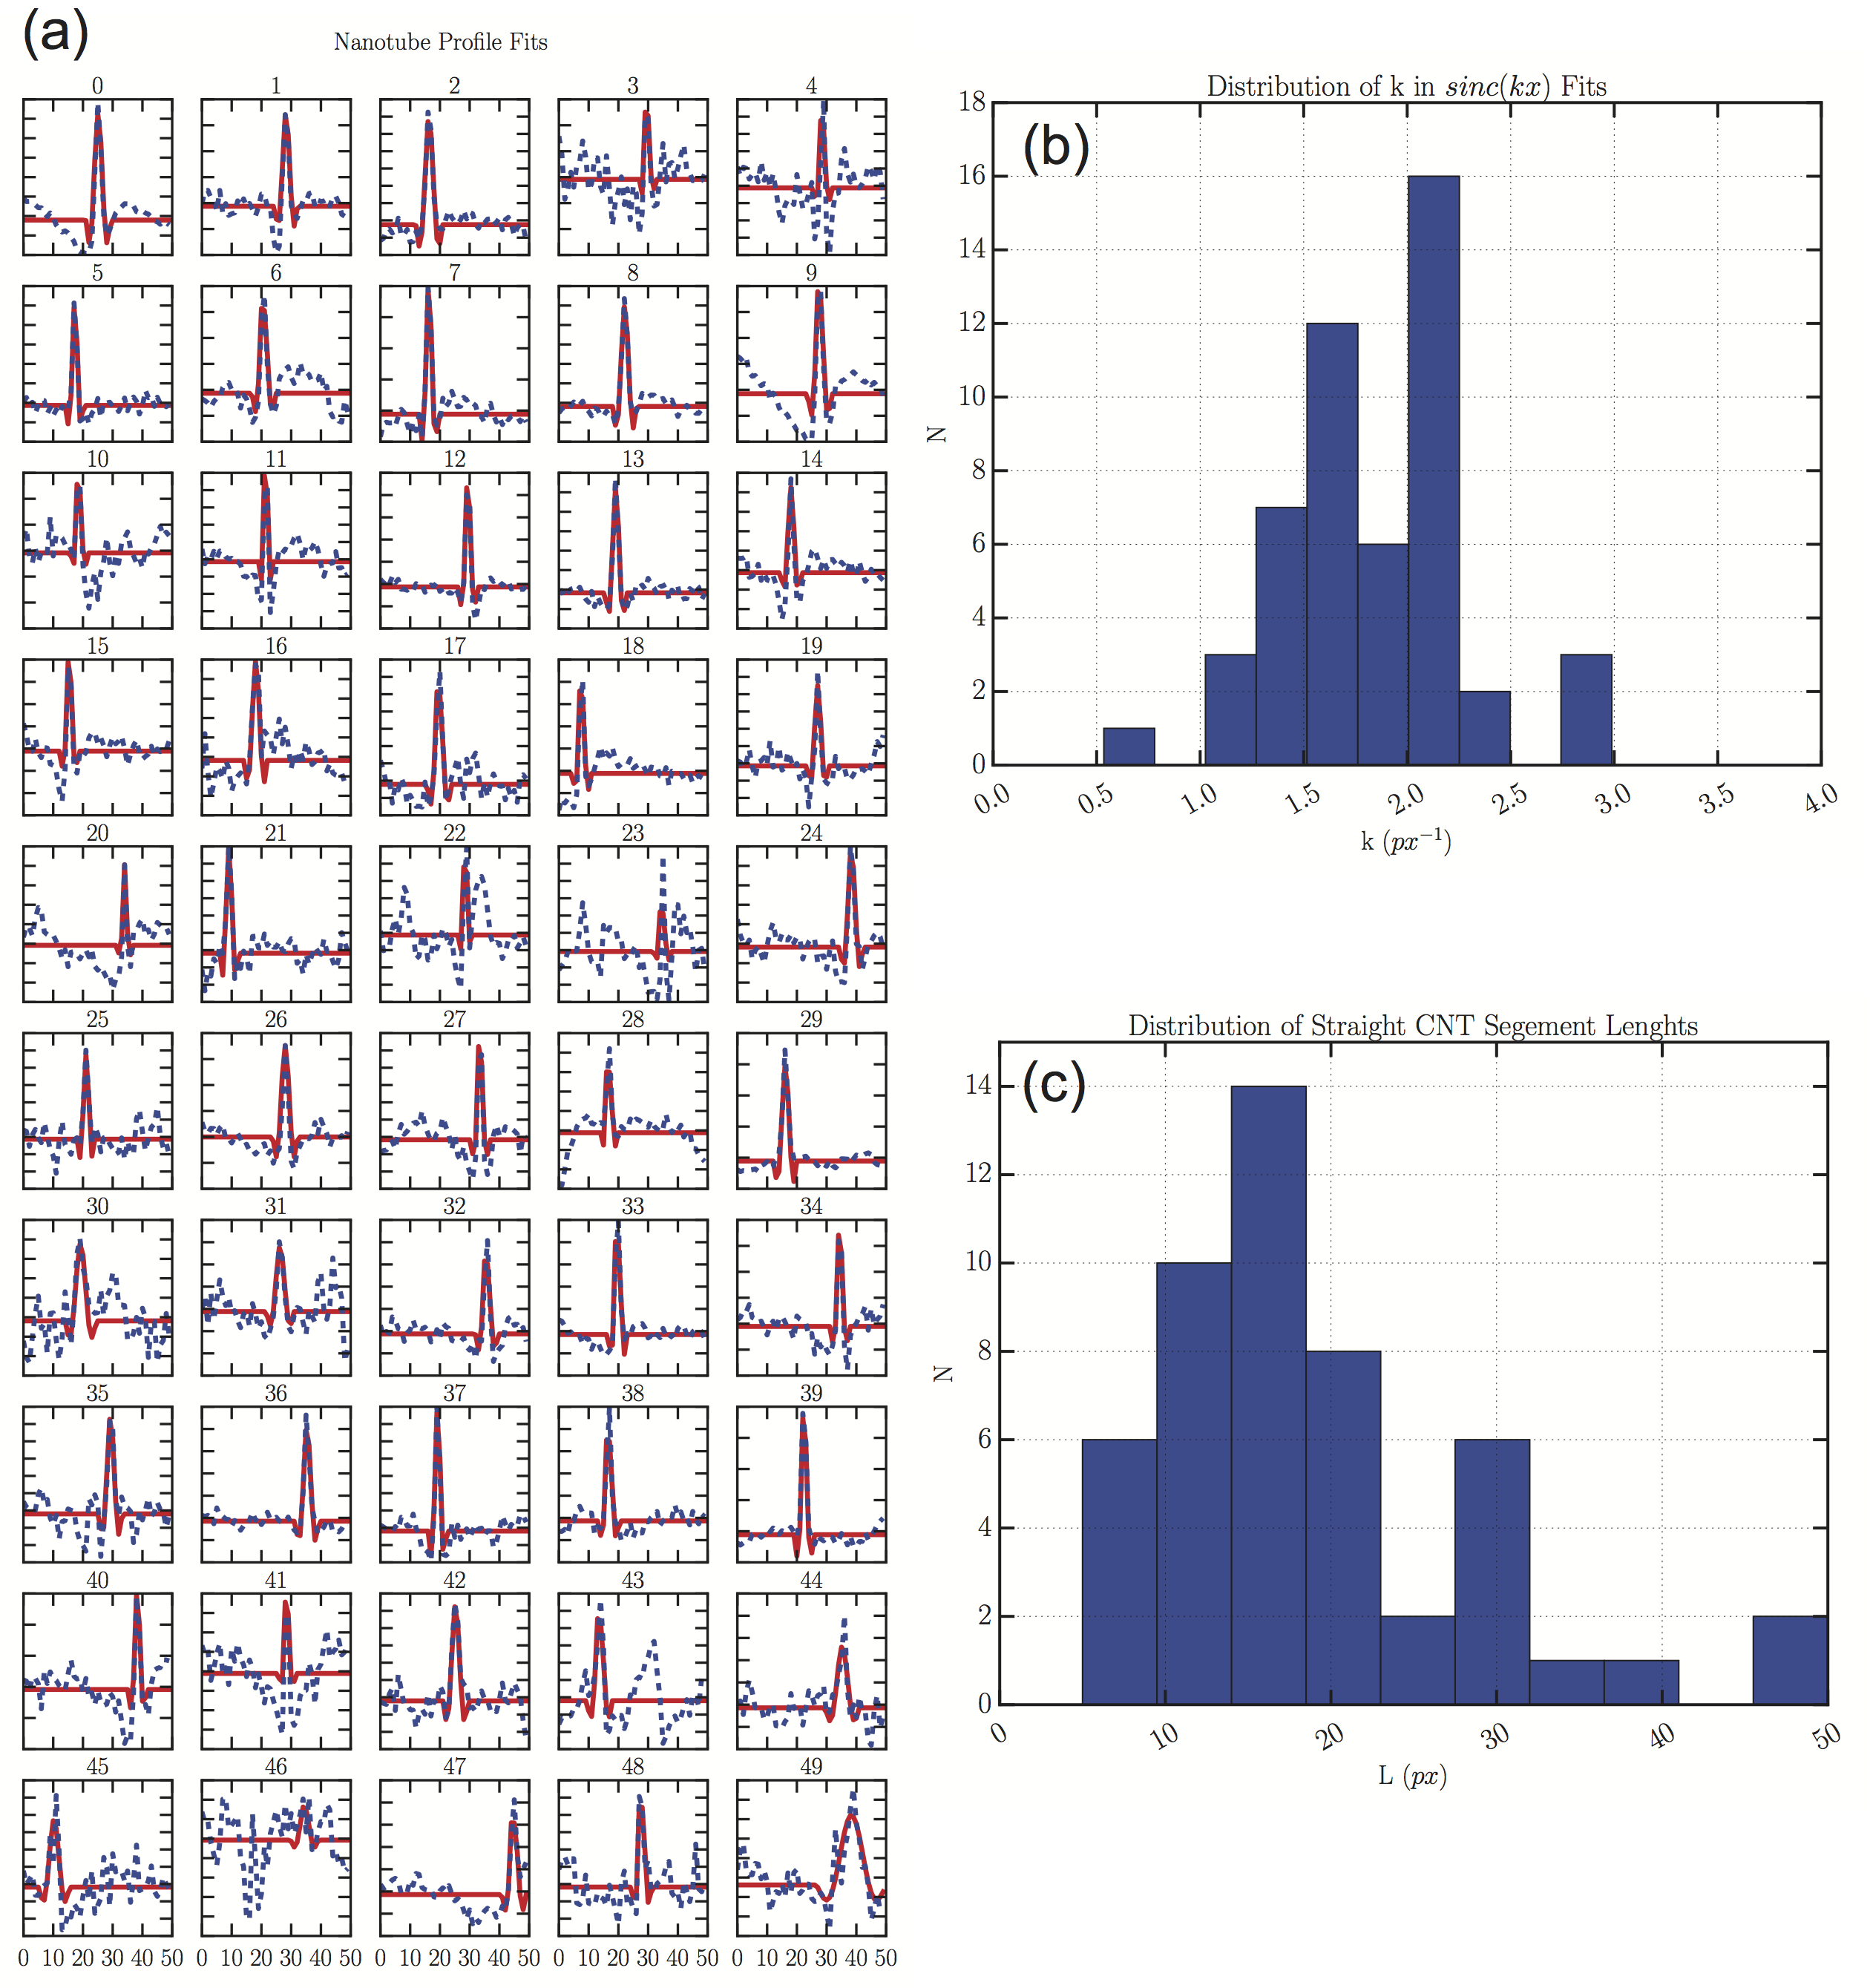 (a)
Nanotube Profile Fits
0 1 2 3 4
5 6 7 8 9
10 11 12 13 14
15 16 17 18 19
20 21 22 23 24
25 26 27 28 29
30 31 32 33 34
35 36 37 38 39
40 41 42 43 44
45 46 47 48 49
0 10 20 30 40 50 0 10 20 30 40 50 0 10 20 30 40 50 0 10 20 30 40 50 0 10 20 30 40 50
Distribution of k in sinc(kx) Fits
(b)
18
16
14
12
10
8
6
4
2
0
N
0.0 0.5 1.0 1.5 2.0 2.5 3.0 3.5 4.0
k (px⁻¹)
Distribution of Straight CNT Segement Lenghts
(c)
14
12
10
8
6
4
2
0
N
0 10 20 30 40 50
L (px)